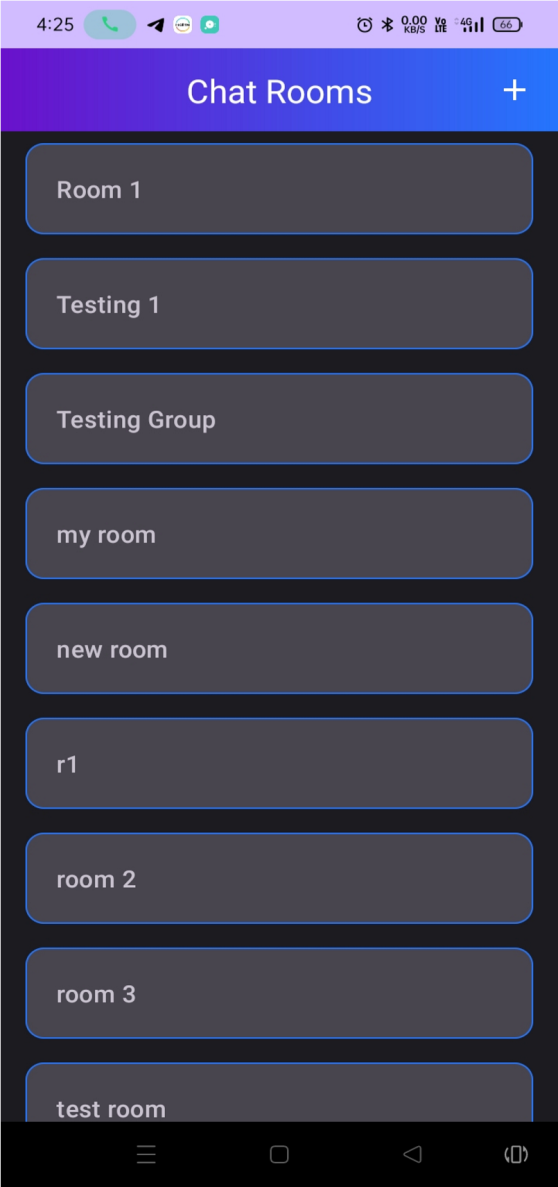 4:25 0.00 KB/S Vo LTE 4G 66
Chat Rooms +
Room 1
Testing 1
Testing Group
my room
new room
r1
room 2
room 3
test room